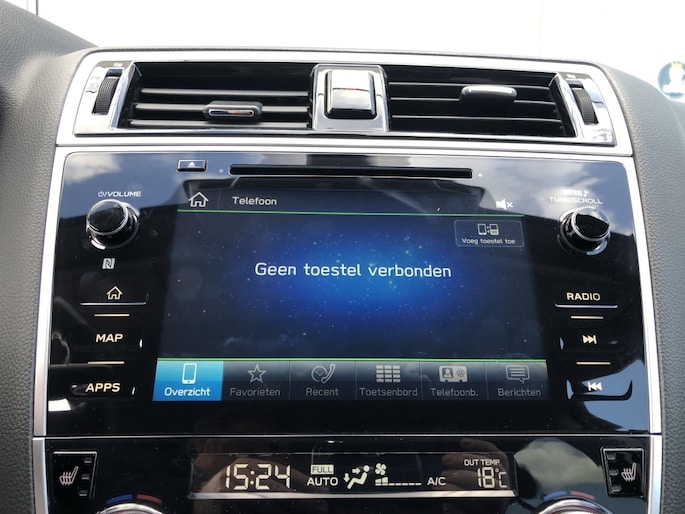 ⏻/VOLUME
Telefoon
TUNE/SCROLL
Voeg toestel toe
Geen toestel verbonden
RADIO
MAP
APPS
Overzicht
Favorieten
Recent
Toetsenbord
Telefoonb.
Berichten
15:24
FULL
AUTO
A/C
OUT TEMP
18°C